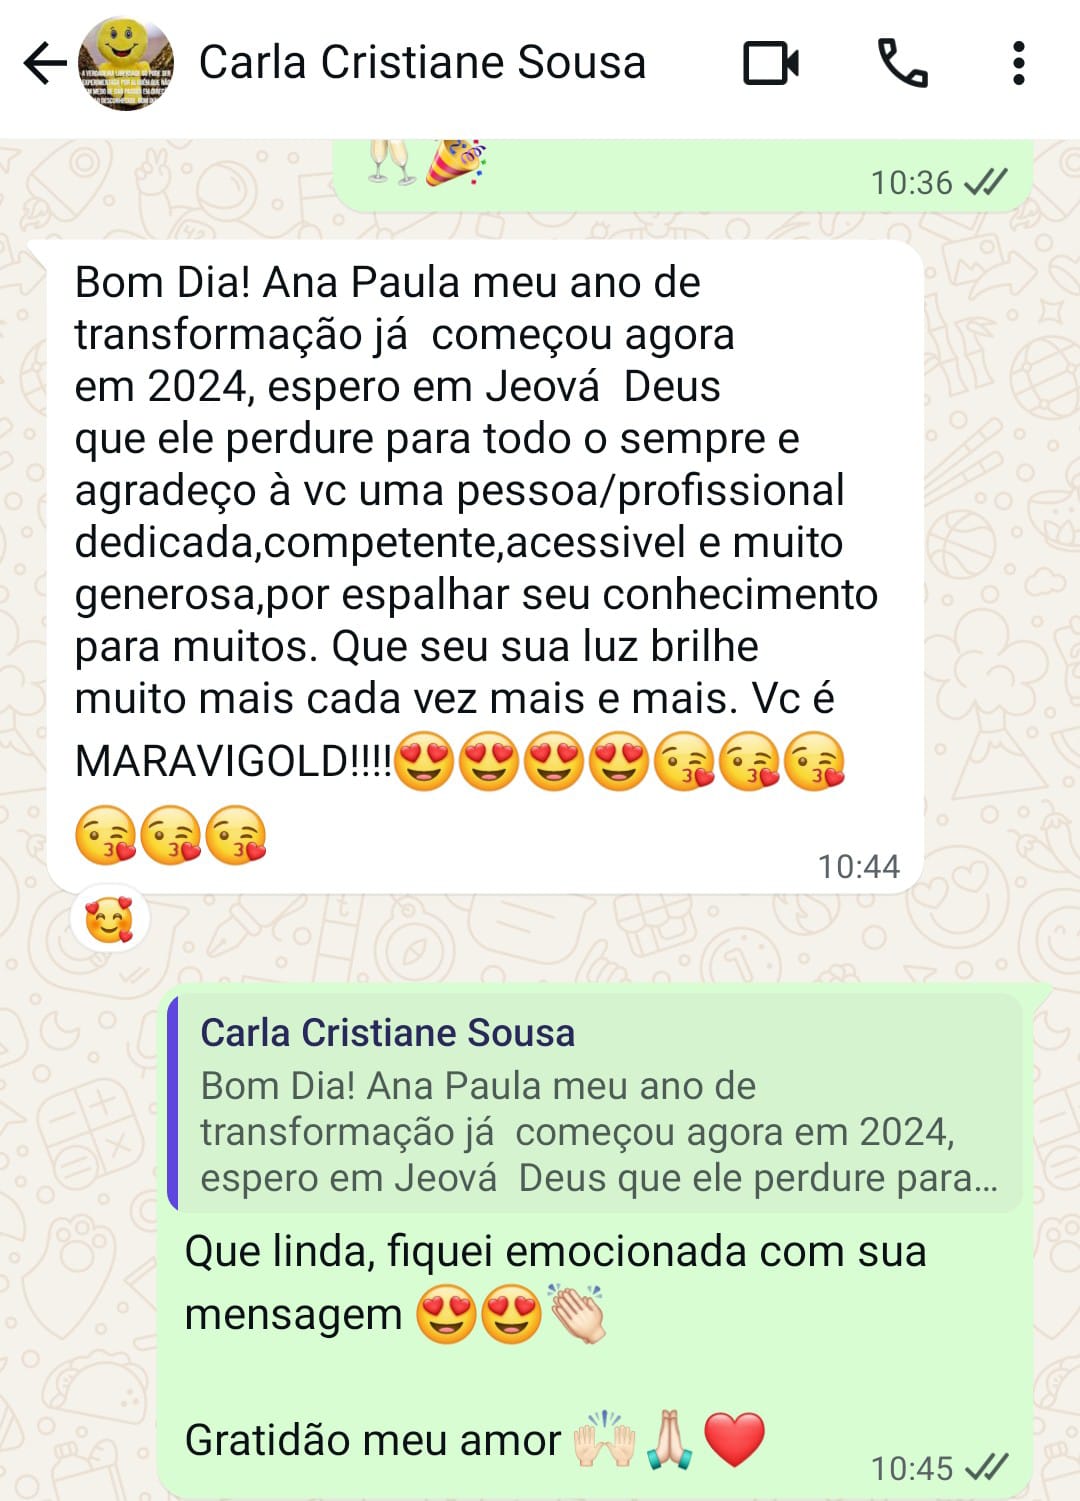 Carla Cristiane Sousa
10:36
Bom Dia! Ana Paula meu ano de
transformação já  começou agora
em 2024, espero em Jeová  Deus
que ele perdure para todo o sempre e
agradeço à vc uma pessoa/profissional
dedicada,competente,acessivel e muito
generosa,por espalhar seu conhecimento
para muitos. Que seu sua luz brilhe
muito mais cada vez mais e mais. Vc é
MARAVIGOLD!!!!😍😍😍😍😘😘😘
😘😘😘
10:44
Carla Cristiane Sousa
Bom Dia! Ana Paula meu ano de
transformação já  começou agora em 2024,
espero em Jeová  Deus que ele perdure para...
Que linda, fiquei emocionada com sua
mensagem 😍😍👏🏻
Gratidão meu amor 🙌🏻🙏🏻❤️
10:45